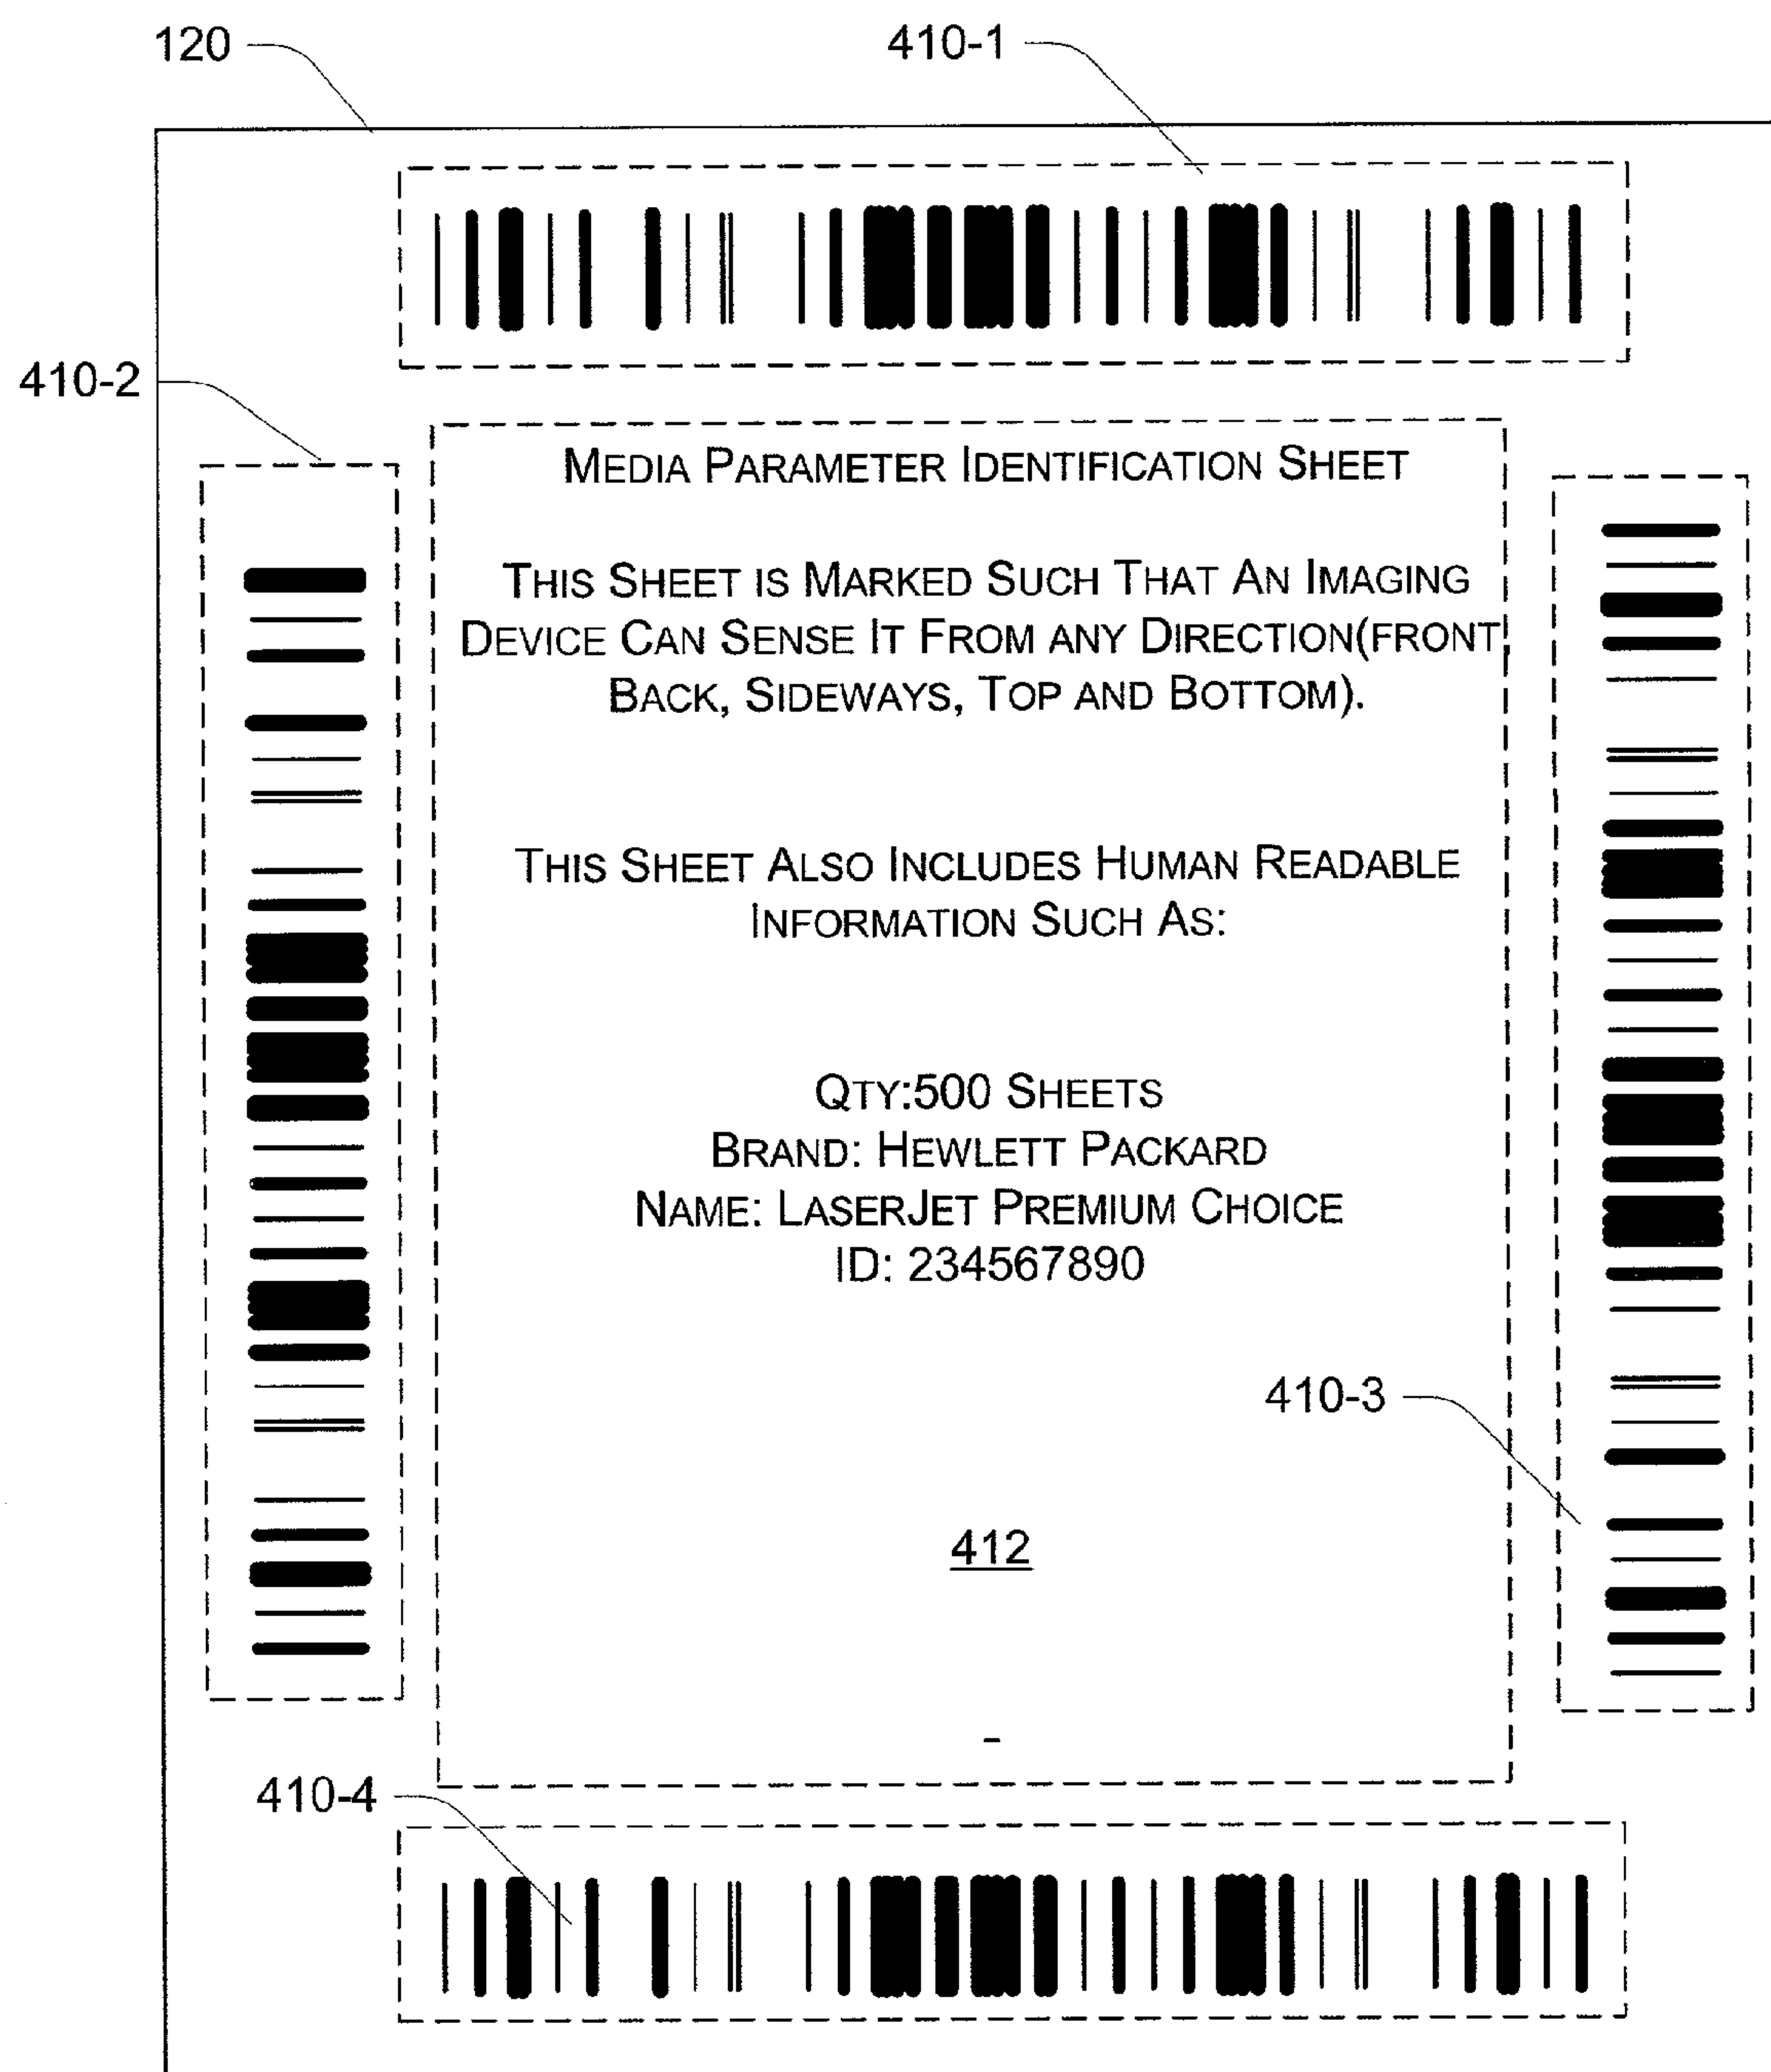 120
410-1
410-2
MEDIA PARAMETER IDENTIFICATION SHEET
THIS SHEET IS MARKED SUCH THAT AN IMAGING
DEVICE CAN SENSE IT FROM ANY DIRECTION(FRONT,
BACK, SIDEWAYS, TOP AND BOTTOM).
THIS SHEET ALSO INCLUDES HUMAN READABLE
INFORMATION SUCH AS:
QTY:500 SHEETS
BRAND: HEWLETT PACKARD
NAME: LASERJET PREMIUM CHOICE
ID: 234567890
410-3
412
-
410-4